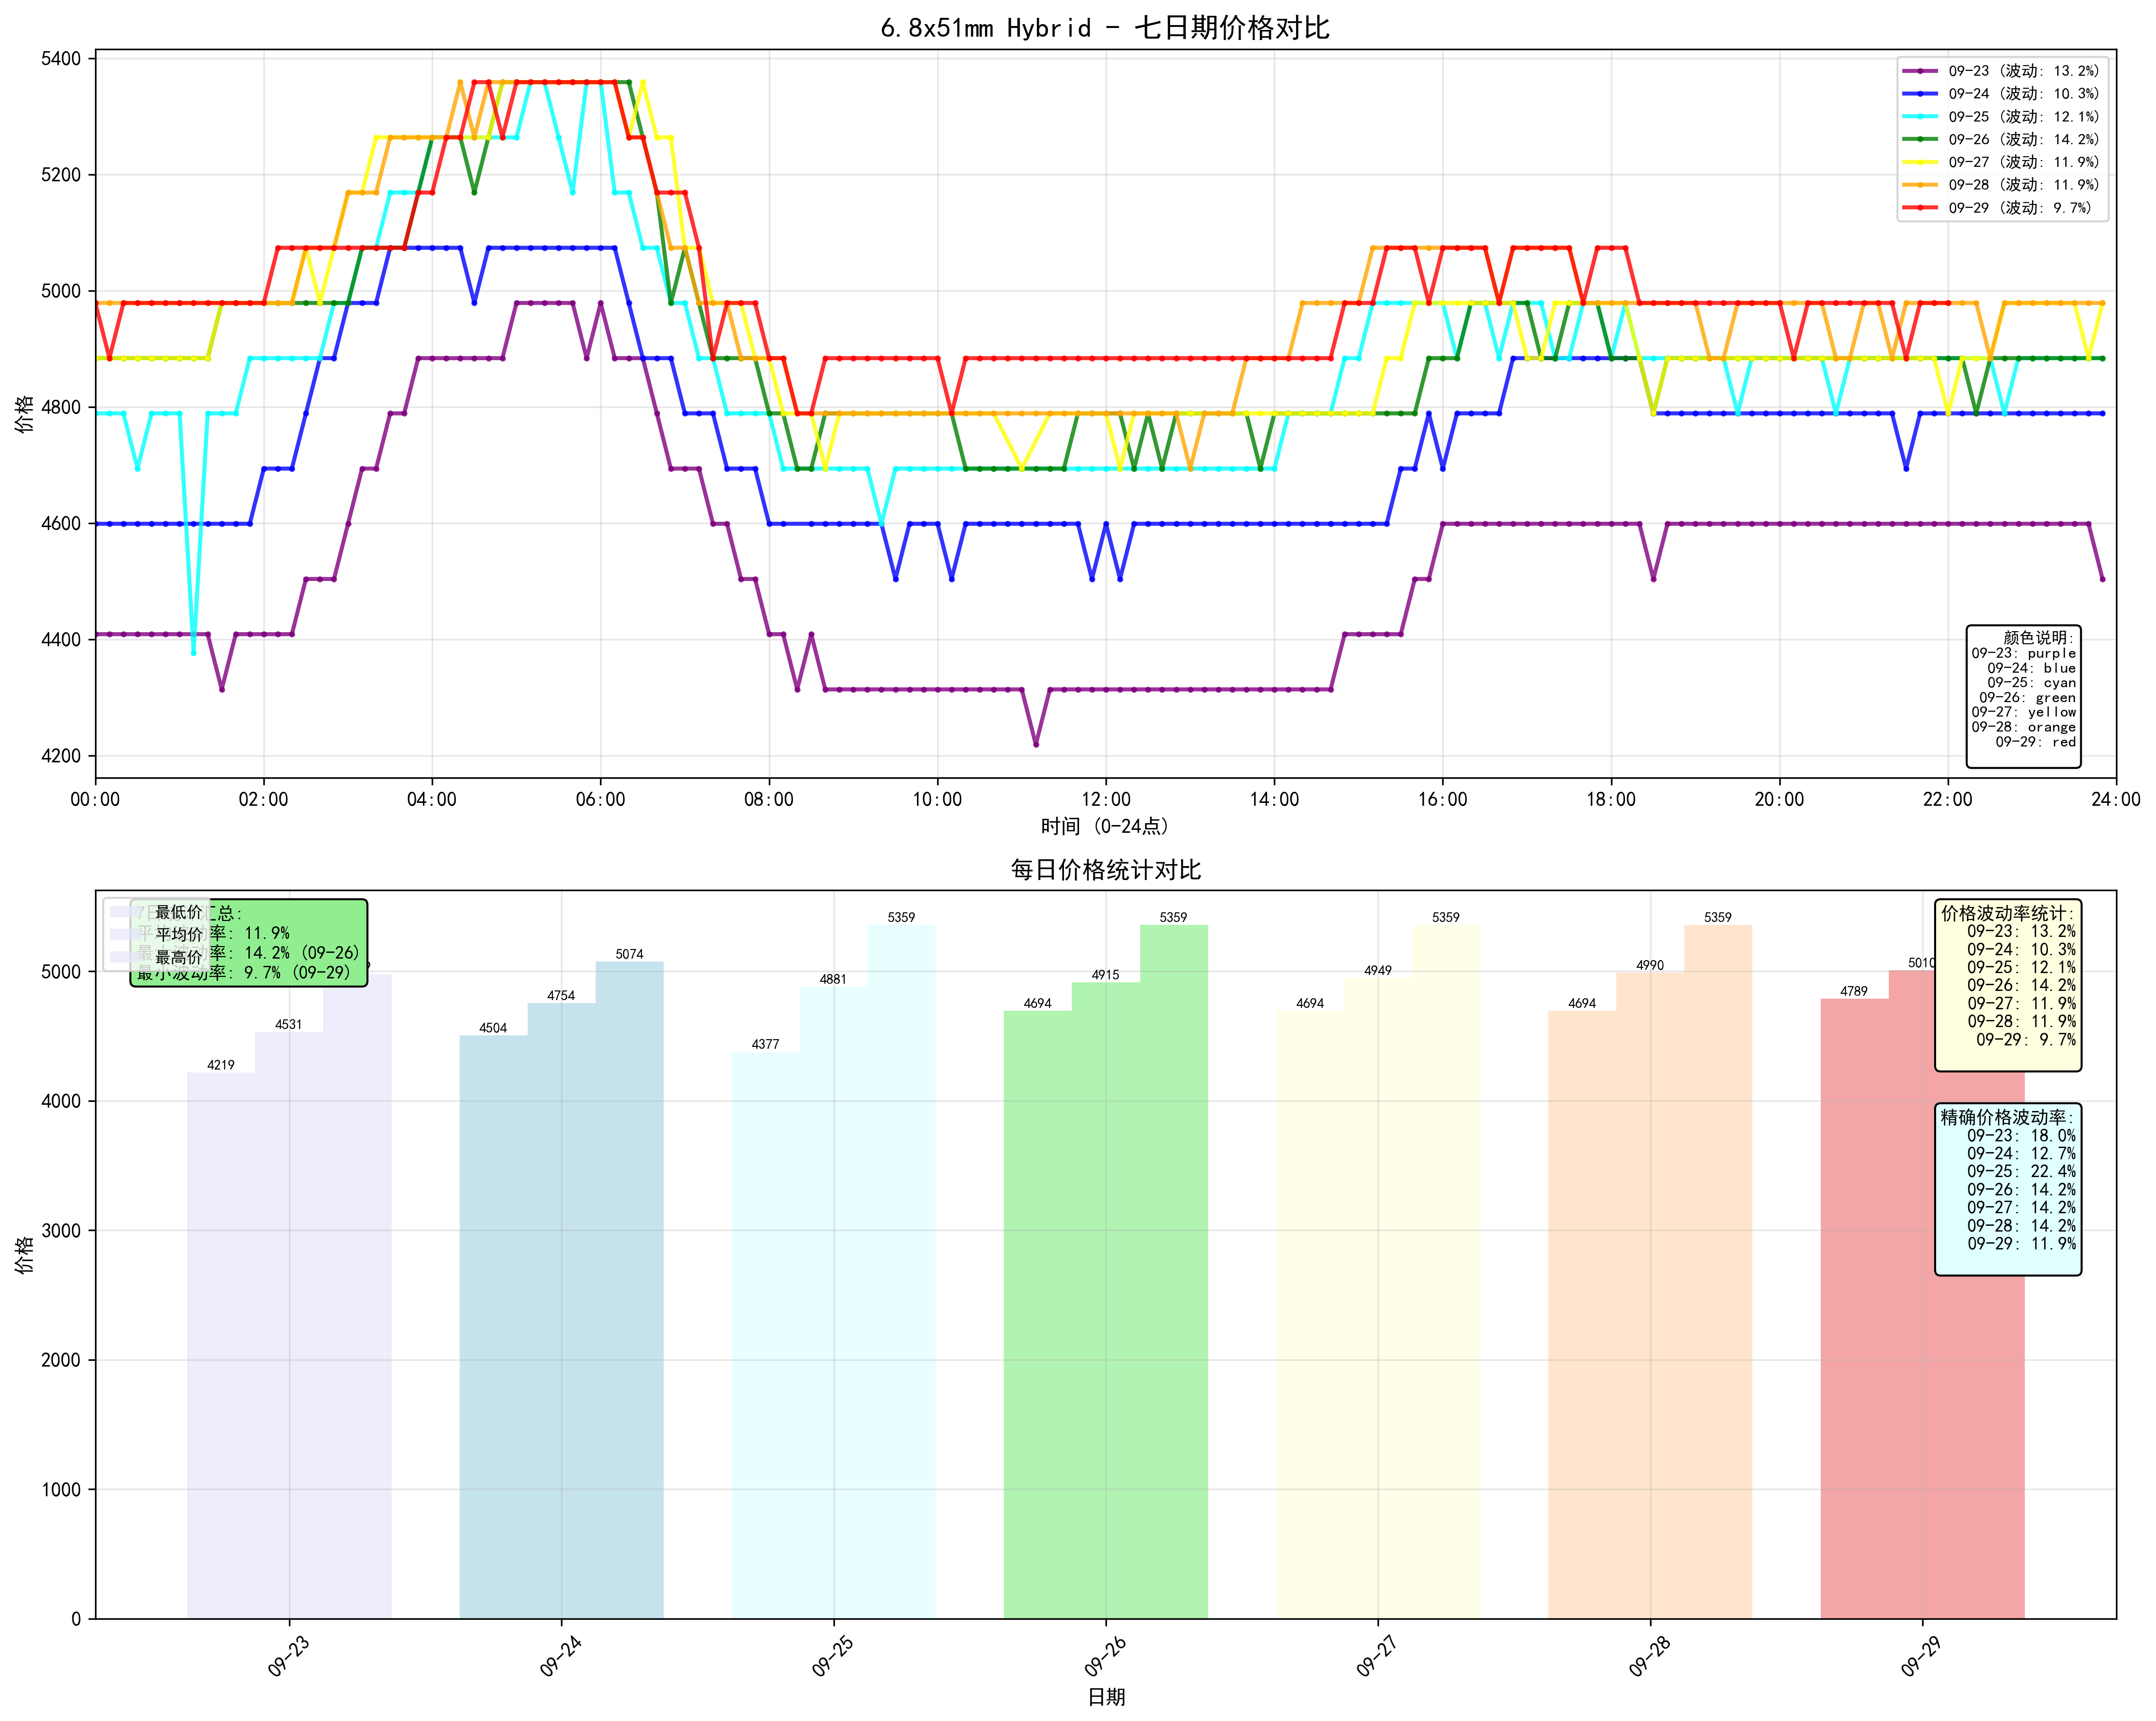 6.8x51mm Hybrid - 七日期价格对比
价格
5400
5200
5000
4800
4600
4400
4200
09-23 (波动: 13.2%)
09-24 (波动: 10.3%)
09-25 (波动: 12.1%)
09-26 (波动: 14.2%)
09-27 (波动: 11.9%)
09-28 (波动: 11.9%)
09-29 (波动: 9.7%)
颜色说明:
09-23: purple
09-24: blue
09-25: cyan
09-26: green
09-27: yellow
09-28: orange
09-29: red
00:00 02:00 04:00 06:00 08:00 10:00 12:00 14:00 16:00 18:00 20:00 22:00 24:00
时间 (0-24点)
每日价格统计对比
价格
5000
4000
3000
2000
1000
0
最低价
平均价
最高价
汇总:
率: 11.9%
率: 14.2% (09-26)
最小波动率: 9.7% (09-29)
4219
4531
4504
4754
5074
4377
4881
5359
4694
4915
5359
4694
4949
5359
4694
4990
5359
4789
5010
价格波动率统计:
09-23: 13.2%
09-24: 10.3%
09-25: 12.1%
09-26: 14.2%
09-27: 11.9%
09-28: 11.9%
09-29: 9.7%
精确价格波动率:
09-23: 18.0%
09-24: 12.7%
09-25: 22.4%
09-26: 14.2%
09-27: 14.2%
09-28: 14.2%
09-29: 11.9%
09-23 09-24 09-25 09-26 09-27 09-28 09-29
日期